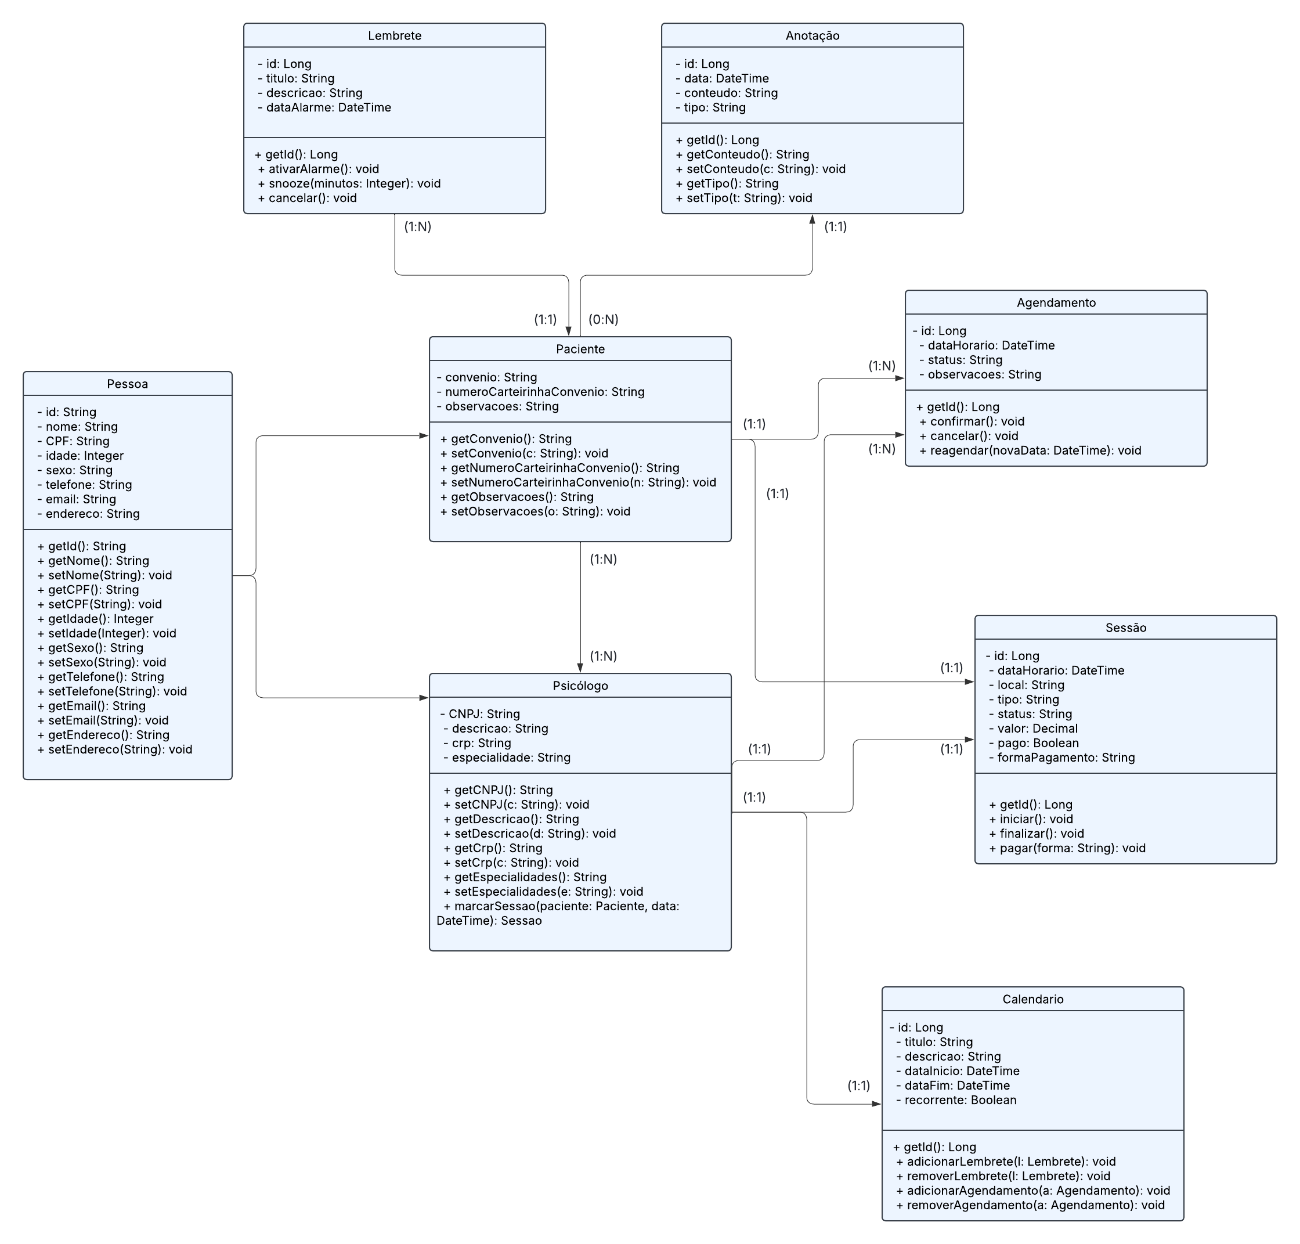 Lembrete
- id: Long
- titulo: String
- descricao: String
- dataAlarme: DateTime
+ getId(): Long
+ ativarAlarme(): void
+ snooze(minutos: Integer): void
+ cancelar(): void
(1:N)
Anotação
- id: Long
- data: DateTime
- conteudo: String
- tipo: String
+ getId(): Long
+ getConteudo(): String
+ setConteudo(c: String): void
+ getTipo(): String
+ setTipo(t: String): void
(1:1)
(1:1)
(0:N)
Paciente
- convenio: String
- numeroCarteirinhaConvenio: String
- observacoes: String
+ getConvenio(): String
+ setConvenio(c: String): void
+ getNumeroCarteirinhaConvenio(): String
+ setNumeroCarteirinhaConvenio(n: String): void
+ getObservacoes(): String
+ setObservacoes(o: String): void
(1:1)
(1:1)
(1:N)
(1:N)
Agendamento
- id: Long
- dataHorario: DateTime
- status: String
- observacoes: String
+ getId(): Long
+ confirmar(): void
+ cancelar(): void
+ reagendar(novaData: DateTime): void
(1:N)
(1:N)
Pessoa
- id: String
- nome: String
- CPF: String
- idade: Integer
- sexo: String
- telefone: String
- email: String
- endereco: String
+ getId(): String
+ getNome(): String
+ setNome(String): void
+ getCPF(): String
+ setCPF(String): void
+ getIdade(): Integer
+ setIdade(Integer): void
+ getSexo(): String
+ setSexo(String): void
+ getTelefone(): String
+ setTelefone(String): void
+ getEmail(): String
+ setEmail(String): void
+ getEndereco(): String
+ setEndereco(String): void
Psicólogo
- CNPJ: String
- descricao: String
- crp: String
- especialidade: String
+ getCNPJ(): String
+ setCNPJ(c: String): void
+ getDescricao(): String
+ setDescricao(d: String): void
+ getCrp(): String
+ setCrp(c: String): void
+ getEspecialidades(): String
+ setEspecialidades(e: String): void
+ marcarSessao(paciente: Paciente, data:
DateTime): Sessao
(1:1)
(1:1)
(1:1)
(1:1)
Sessão
- id: Long
- dataHorario: DateTime
- local: String
- tipo: String
- status: String
- valor: Decimal
- pago: Boolean
- formaPagamento: String
+ getId(): Long
+ iniciar(): void
+ finalizar(): void
+ pagar(forma: String): void
(1:1)
Calendario
- id: Long
- titulo: String
- descricao: String
- dataInicio: DateTime
- dataFim: DateTime
- recorrente: Boolean
+ getId(): Long
+ adicionarLembrete(l: Lembrete): void
+ removerLembrete(l: Lembrete): void
+ adicionarAgendamento(a: Agendamento): void
+ removerAgendamento(a: Agendamento): void